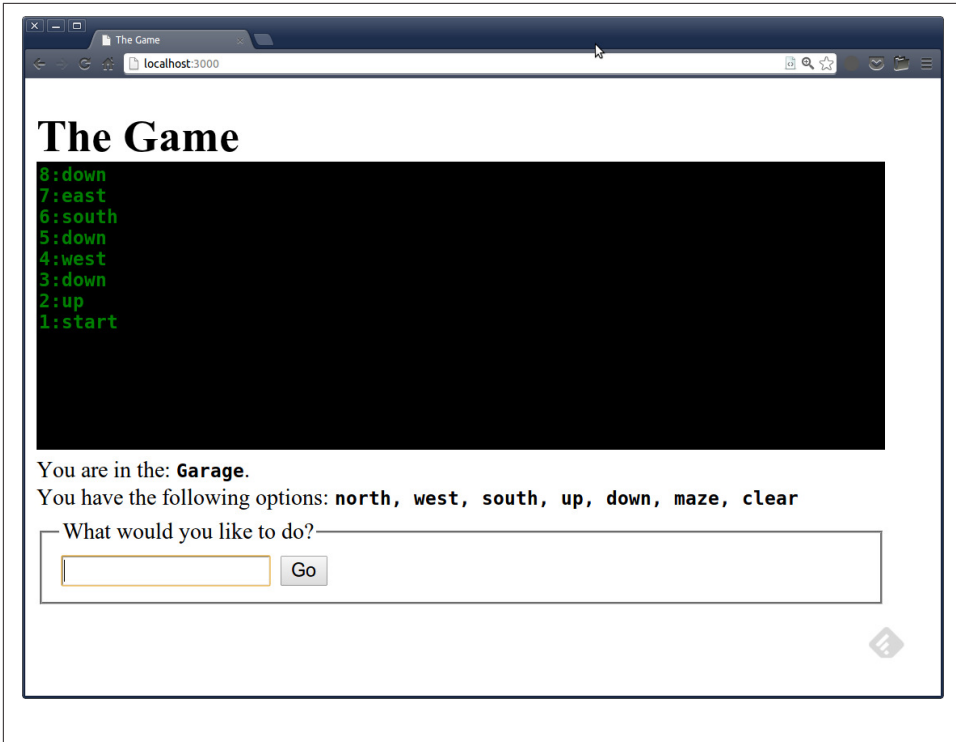 The Game
localhost:3000
The Game
8:down
7:east
6:south
5:down
4:west
3:down
2:up
1:start
You are in the: Garage.
You have the following options: north, west, south, up, down, maze, clear
What would you like to do?
Go